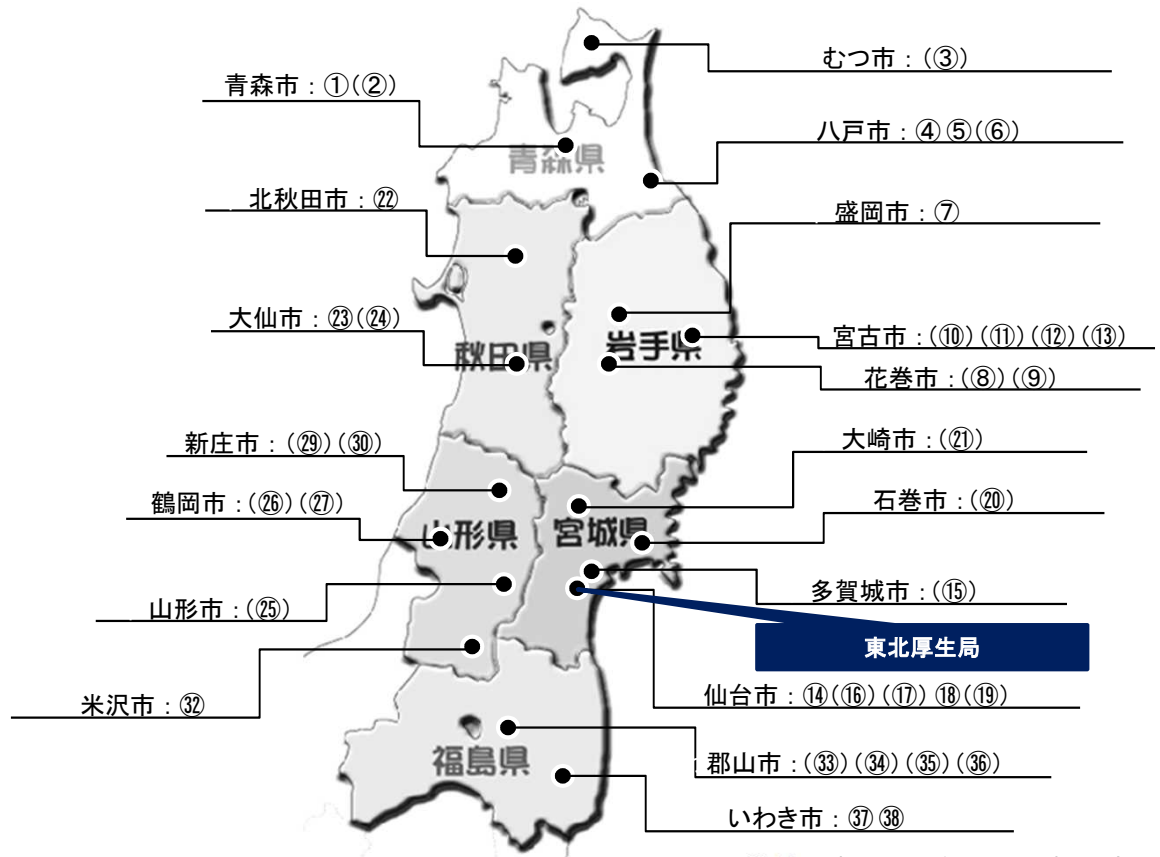 むつ市：(③)
青森市：①(②)
八戸市：④⑤(⑥)
青森県
北秋田市：㉒
盛岡市：⑦
大仙市：㉓(㉔)
宮古市：(⑩)(⑪)(⑫)(⑬)
岩手県
秋田県
花巻市：(⑧)(⑨)
新庄市：(㉙)(㉚)
大崎市：(㉑)
鶴岡市：(㉖)(㉗)
石巻市：(⑳)
山形県
宮城県
多賀城市：(⑮)
山形市：(㉕)
東北厚生局
米沢市：㉜
仙台市：⑭(⑯)(⑰)⑱(⑲)
福島県
郡山市：(㉝)(㉞)(㉟)(㊱)
いわき市：㊲㊳